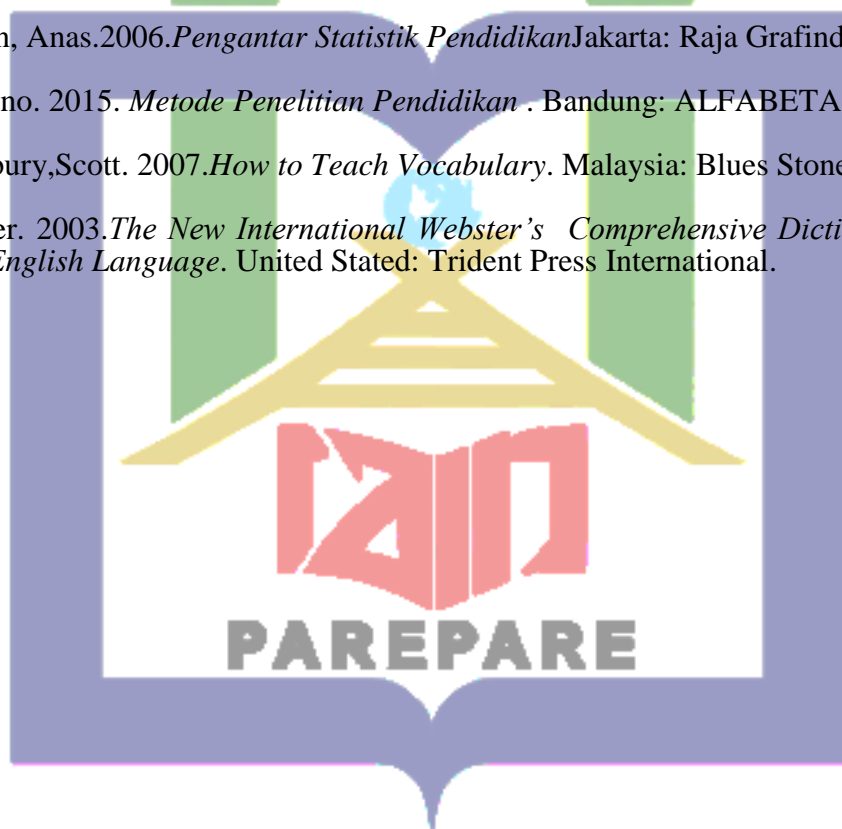 n, Anas.2006.Pengantar Statistik PendidikanJakarta: Raja Grafind
no. 2015. Metode Penelitian Pendidikan . Bandung: ALFABETA
bury,Scott. 2007.How to Teach Vocabulary. Malaysia: Blues Stone
er. 2003.The New International Webster’s Comprehensive Dicti
English Language. United Stated: Trident Press International.
iain
PAREPARE